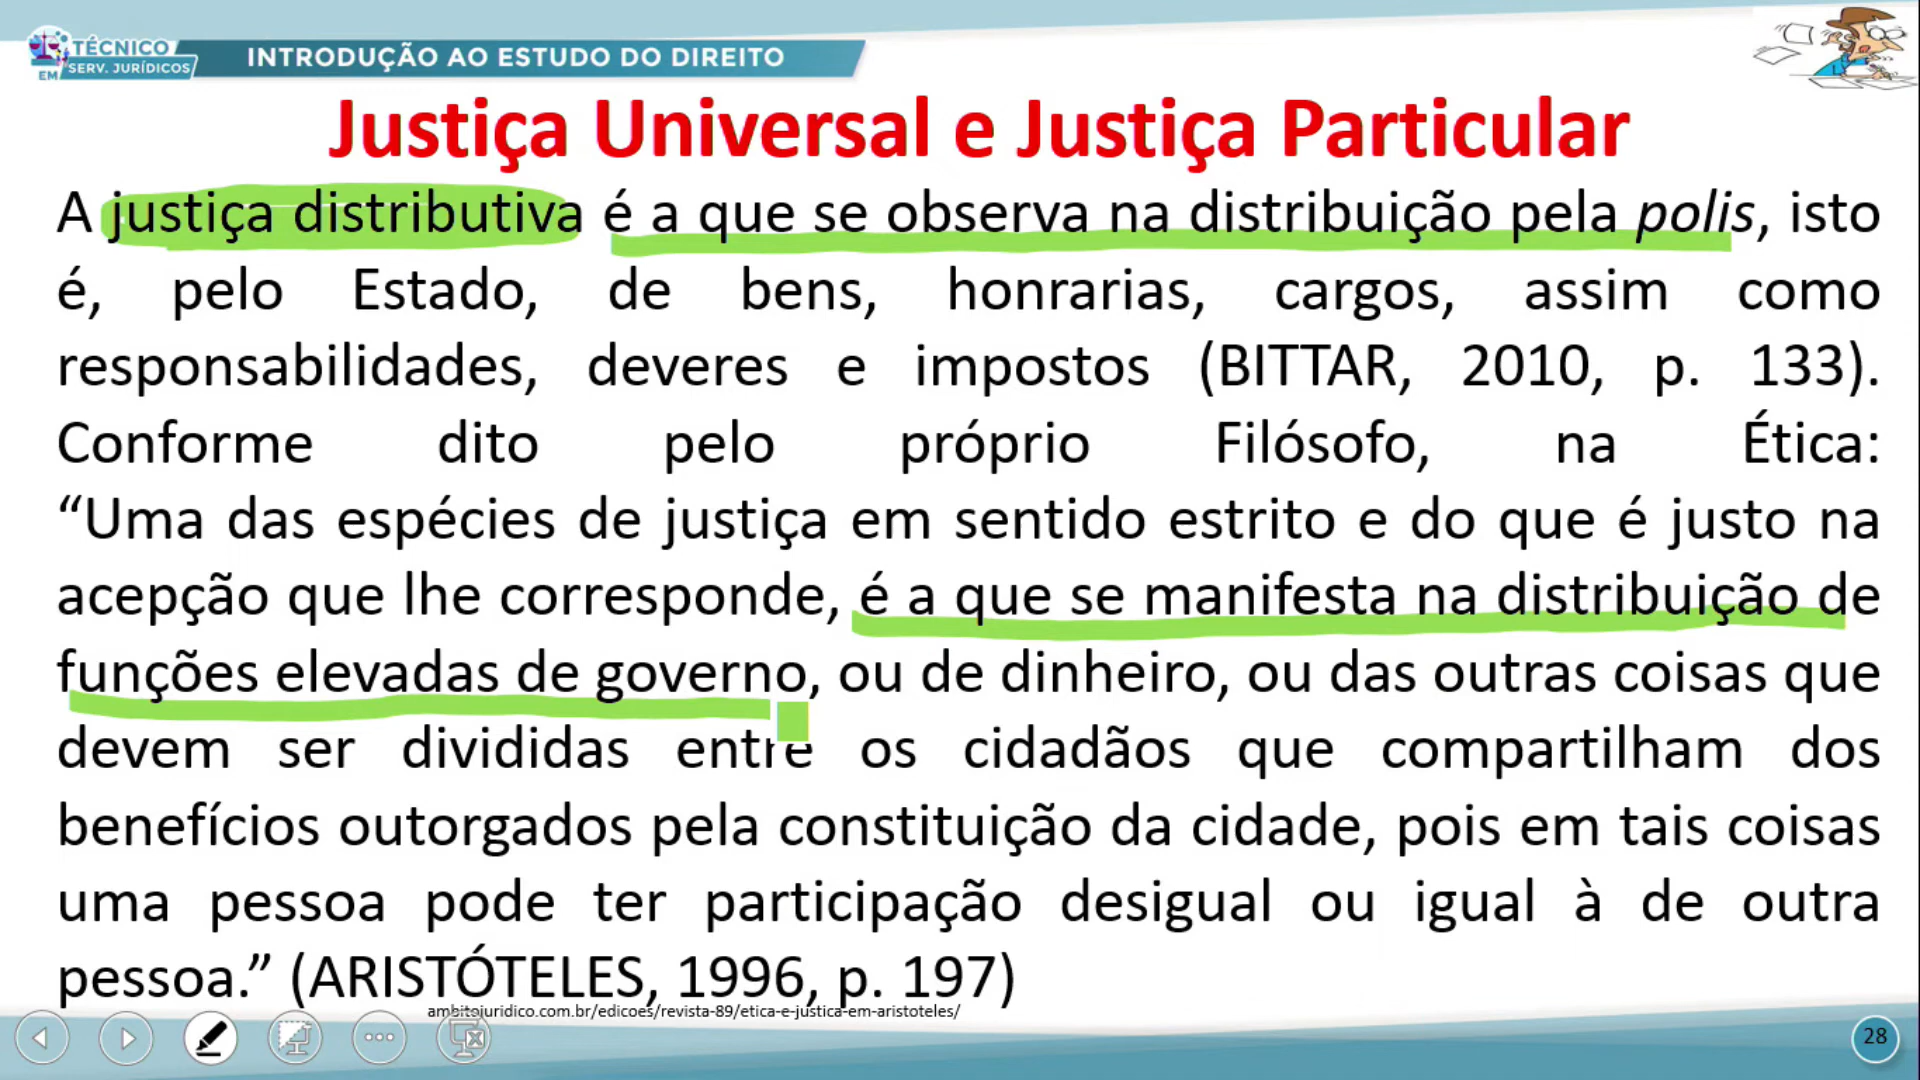 TÉCNICO
EM SERV. JURÍDICOS
INTRODUÇÃO AO ESTUDO DO DIREITO
Justiça Universal e Justiça Particular
A justiça distributiva é a que se observa na distribuição pela polis, isto
é, pelo Estado, de bens, honrarias, cargos, assim como
responsabilidades, deveres e impostos (BITTAR, 2010, p. 133).
Conforme dito pelo próprio Filósofo, na Ética:
“Uma das espécies de justiça em sentido estrito e do que é justo na
acepção que lhe corresponde, é a que se manifesta na distribuição de
funções elevadas de governo, ou de dinheiro, ou das outras coisas que
devem ser divididas entre os cidadãos que compartilham dos
benefícios outorgados pela constituição da cidade, pois em tais coisas
uma pessoa pode ter participação desigual ou igual à de outra
pessoa.” (ARISTÓTELES, 1996, p. 197)
ambitojuridico.com.br/edicoes/revista-89/etica-e-justica-em-aristoteles/
28